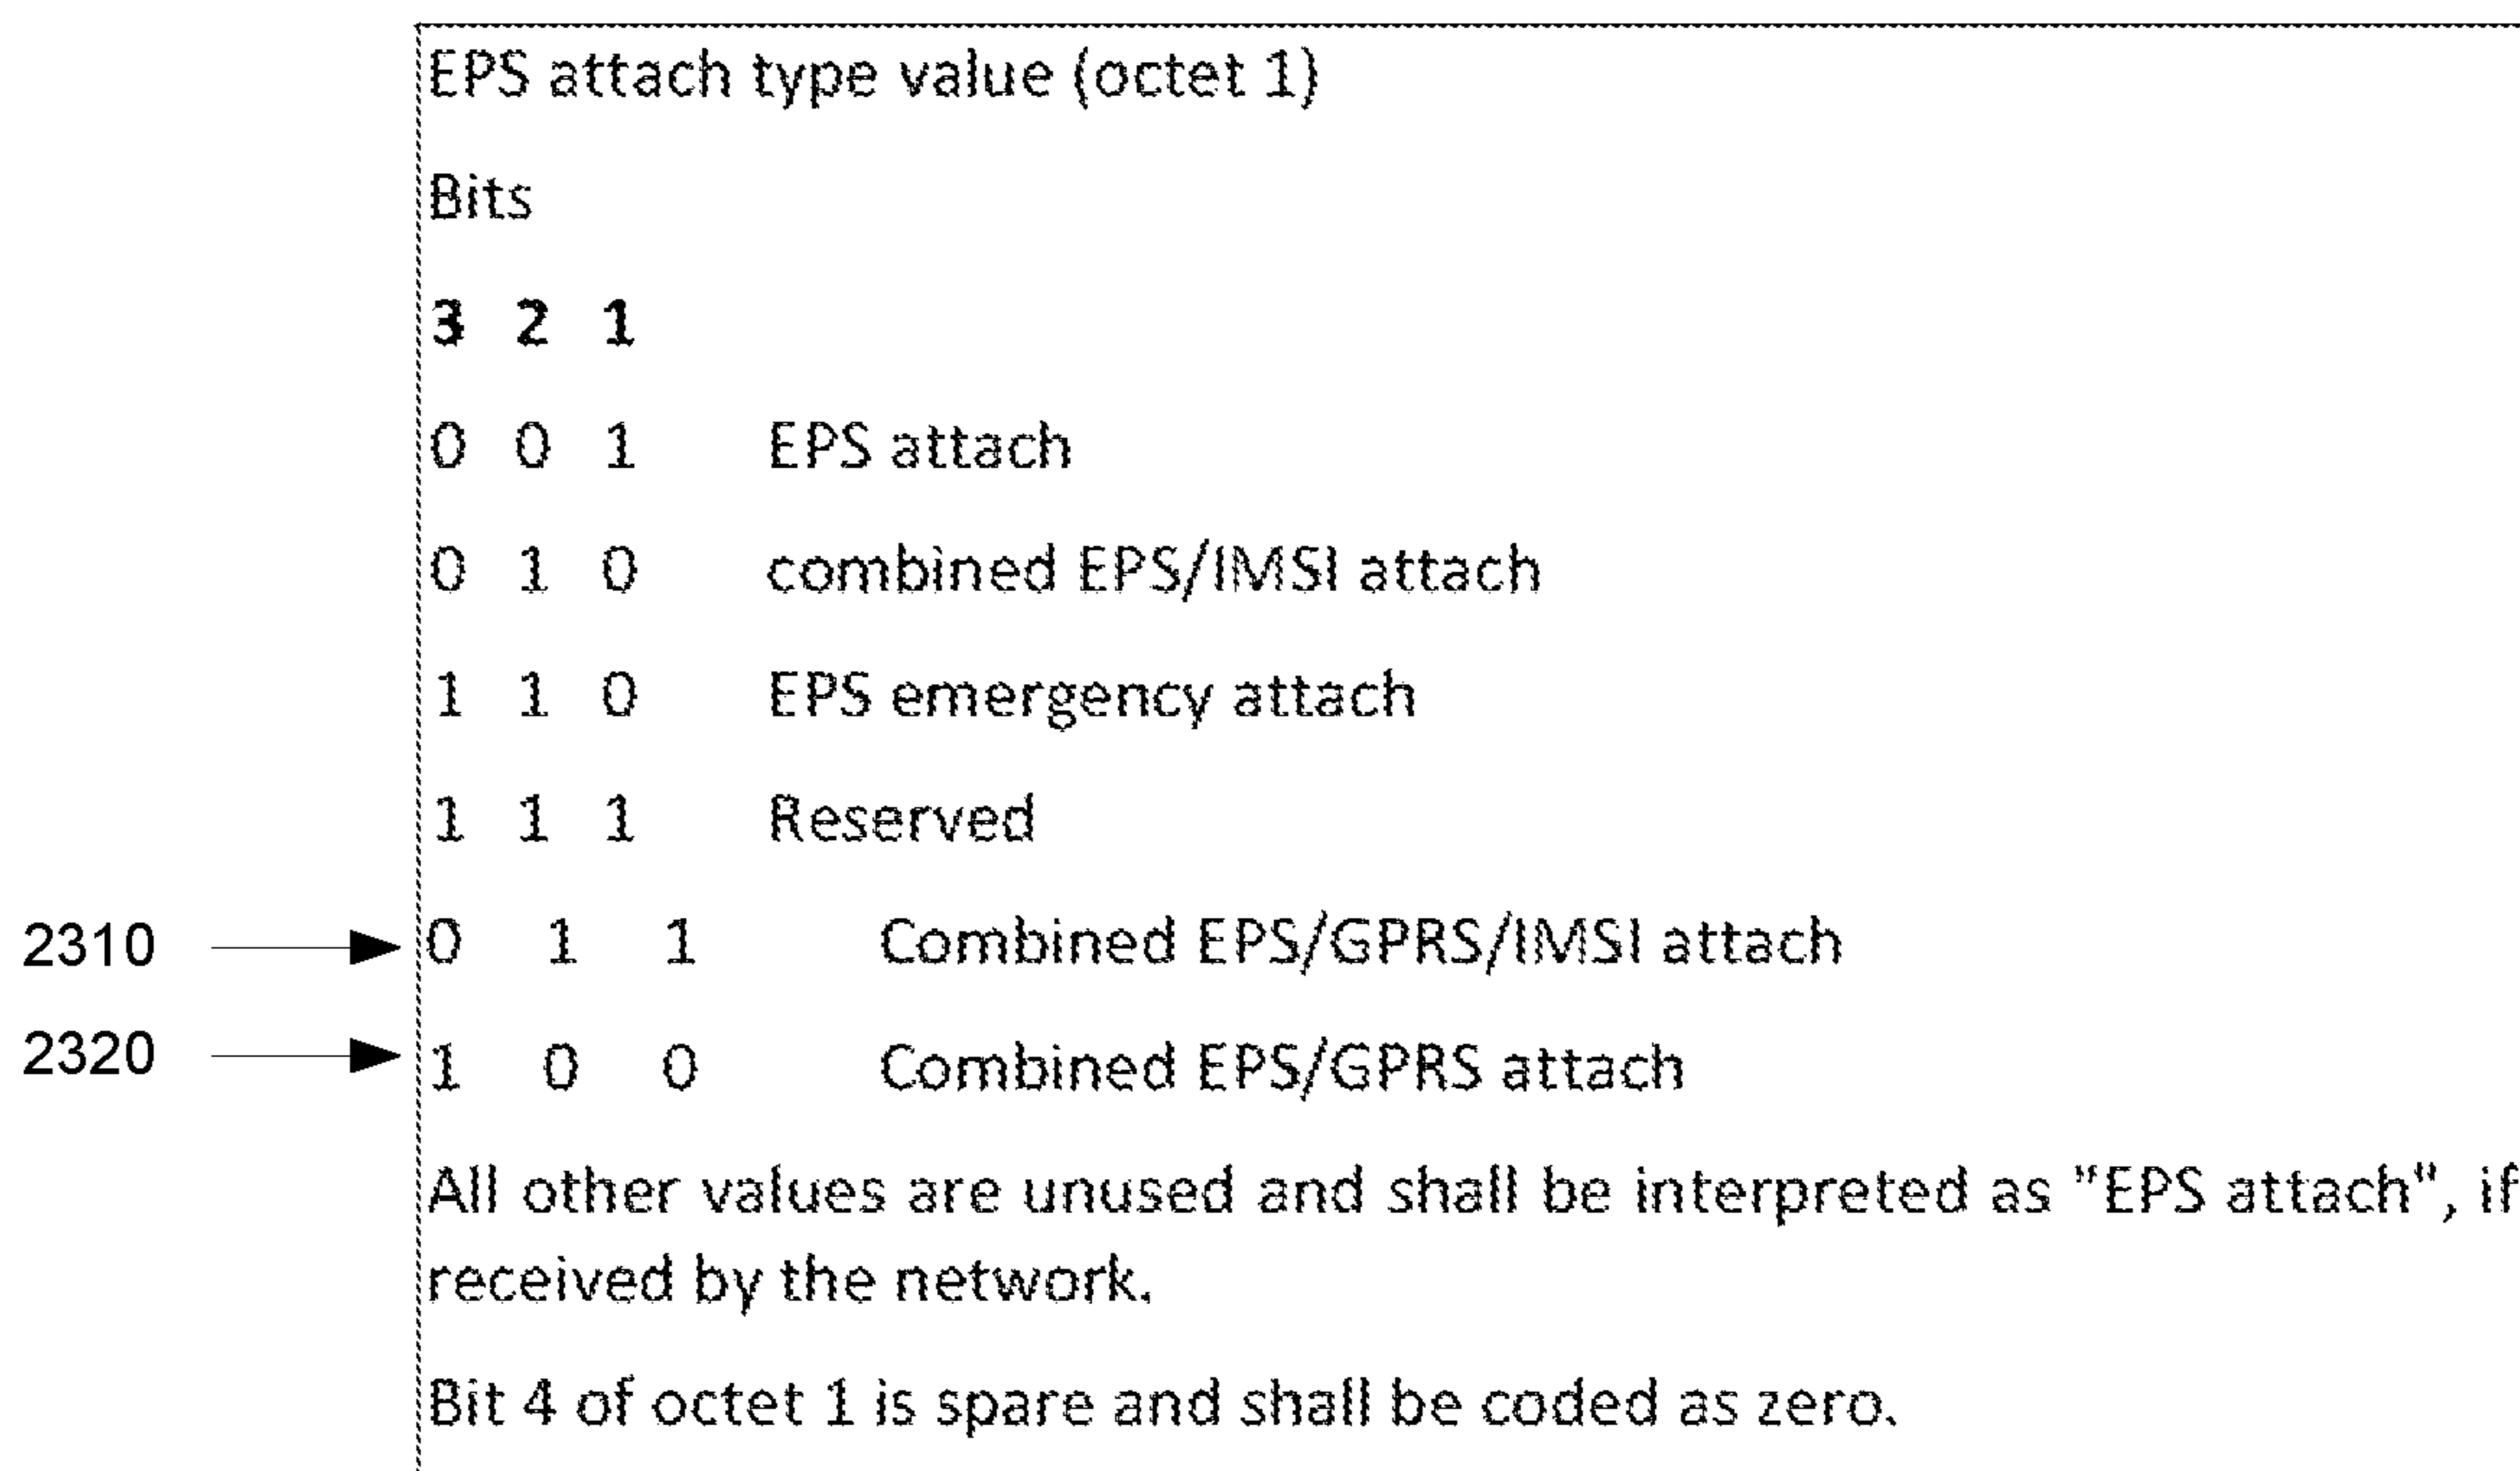 EPS attach type value (octet 1)
Bits
3 2 1
0 0 1 EPS attach
0 1 0 combined EPS/IMSI attach
1 1 0 EPS emergency attach
1 1 1 Reserved
2310 0 1 1 Combined EPS/GPRS/IMSI attach
2320 1 0 0 Combined EPS/GPRS attach
All other values are unused and shall be interpreted as "EPS attach", if
received by the network.
Bit 4 of octet 1 is spare and shall be coded as zero.